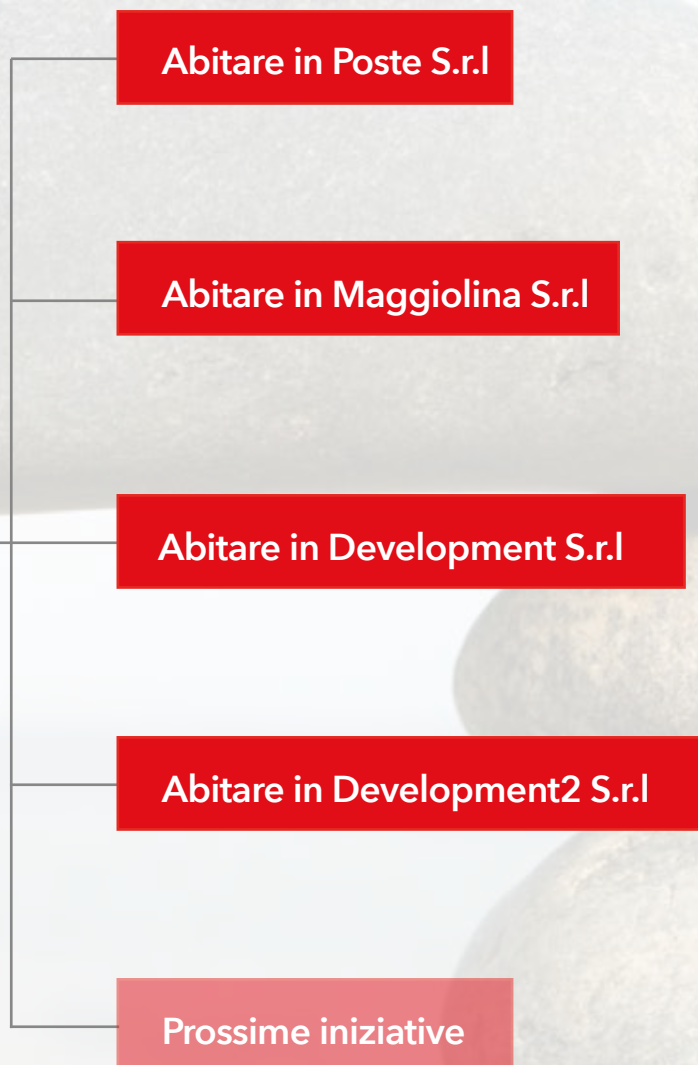 Abitare in Poste S.r.l
Abitare in Maggiolina S.r.l
Abitare in Development S.r.l
Abitare in Development2 S.r.l
Prossime iniziative